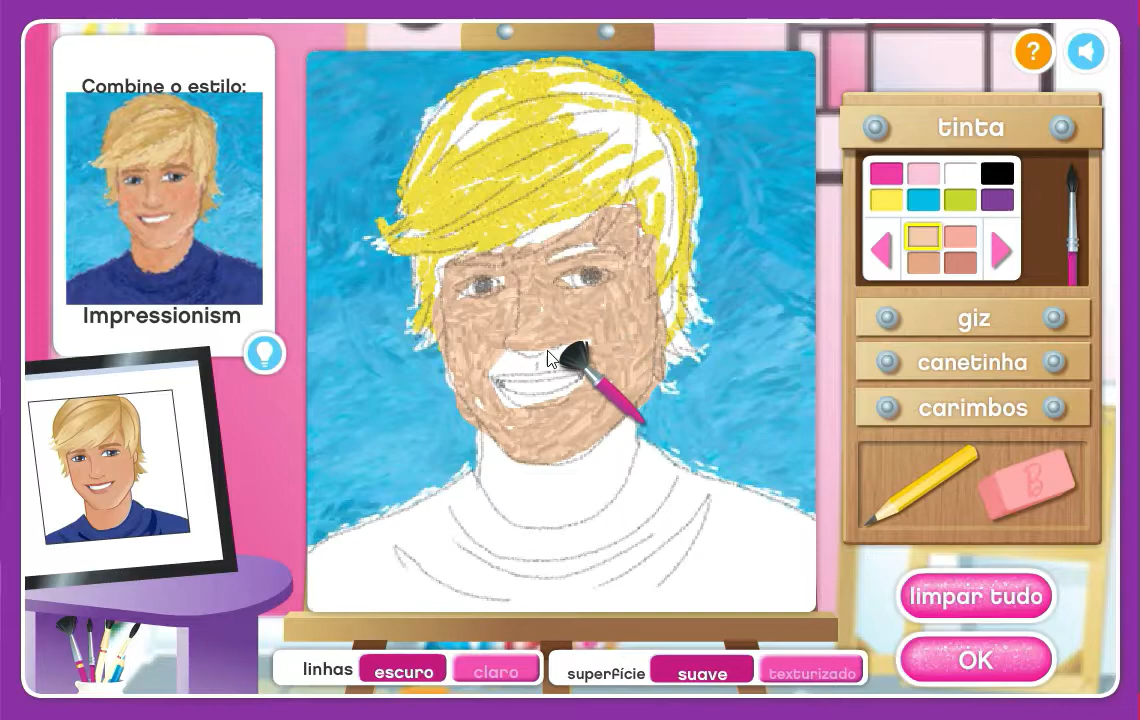 Combine o estilo:
Impressionism
?
tinta
giz
canetinha
carimbos
B
limpar tudo
OK
linhas escuro claro
superfície suave texturizado